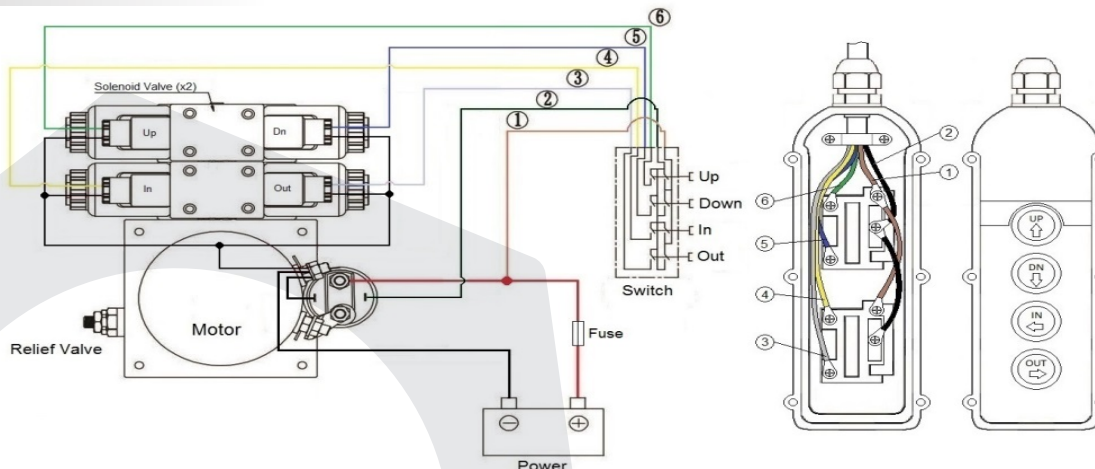 ⑥
⑤
④
③
②
①
Solenoid Valve (x2)
Up
Dn
In
Out
Up
Down
In
Out
Switch
Motor
Relief Valve
Fuse
Power
②
①
⑥
⑤
④
③
UP
DN
IN
OUT